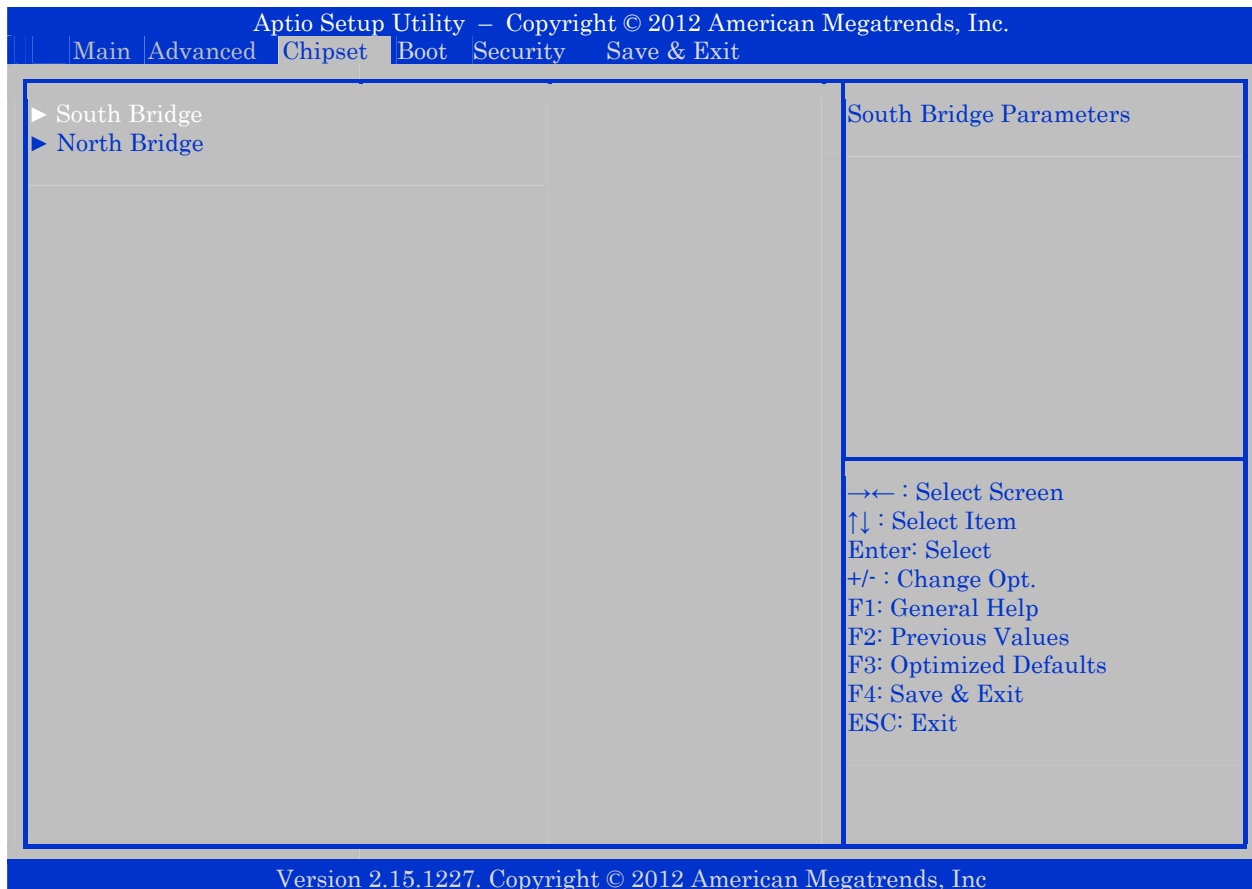 Aptio Setup Utility – Copyright © 2012 American Megatrends, Inc.
Main Advanced Chipset Boot Security Save & Exit
► South Bridge
► North Bridge
South Bridge Parameters
→← : Select Screen
↑↓ : Select Item
Enter: Select
+/- : Change Opt.
F1: General Help
F2: Previous Values
F3: Optimized Defaults
F4: Save & Exit
ESC: Exit
Version 2.15.1227. Copyright © 2012 American Megatrends, Inc